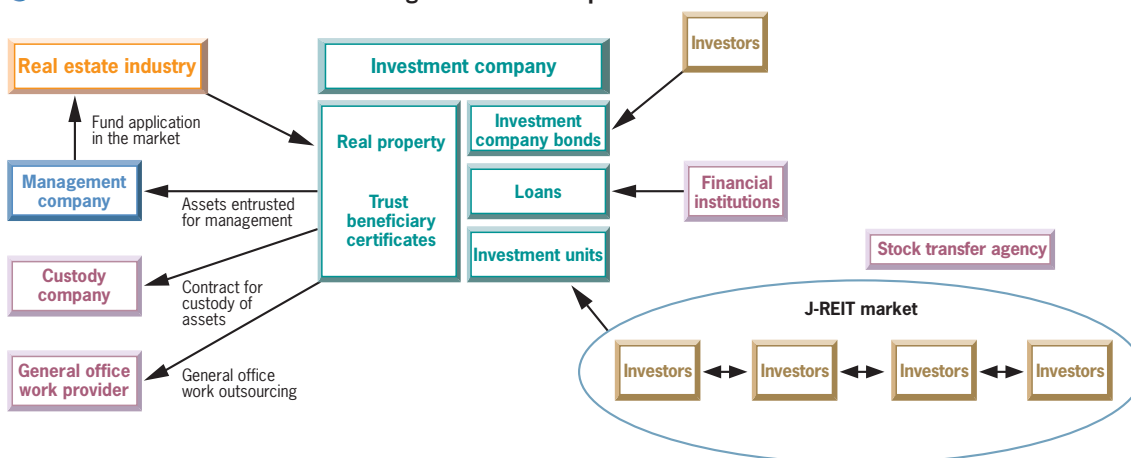 Investors
Real estate industry
Investment company
Fund application
in the market
Real property
Investment
company bonds
Management
company
Assets entrusted
for management
Trust
beneficiary
certificates
Loans
Financial
institutions
Investment units
Stock transfer agency
Custody
company
Contract for
custody of
assets
J-REIT market
General office
work provider
General office
work outsourcing
Investors
Investors
Investors
Investors